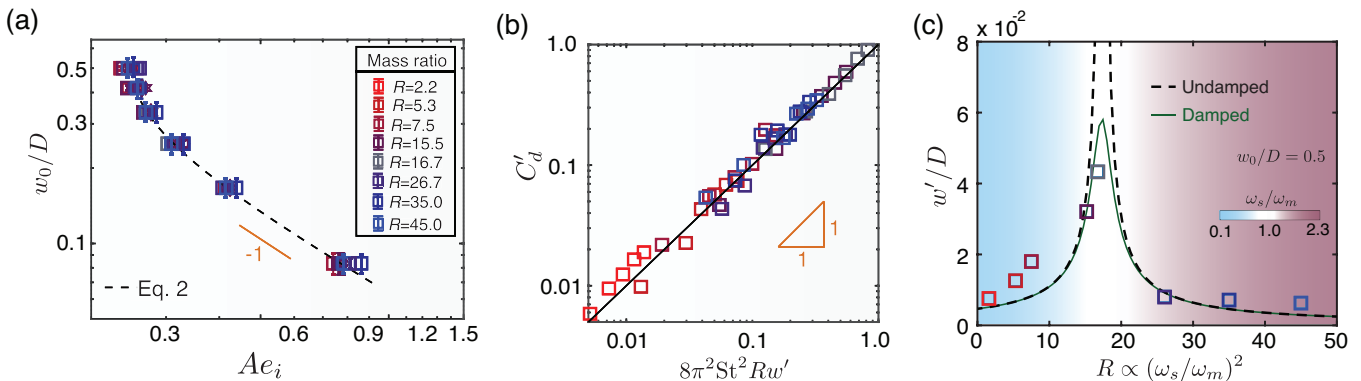 (a)
w₀/D
0.5
0.3
0.1
Mass ratio
R=2.2
R=5.3
R=7.5
R=15.5
R=16.7
R=26.7
R=35.0
R=45.0
-1
Eq. 2
0.3
0.6
0.9
1.2
1.5
Aeᵢ
(b)
C′d
1.0
0.1
0.01
1
1
0.01
0.1
1.0
8π²St²Rw′
(c)
x 10⁻²
w′/D
8
6
4
2
0
Undamped
Damped
w₀/D = 0.5
ωₛ/ωₘ
0.1
1.0
2.3
0
10
20
30
40
50
R ∝ (ωₛ/ωₘ)²